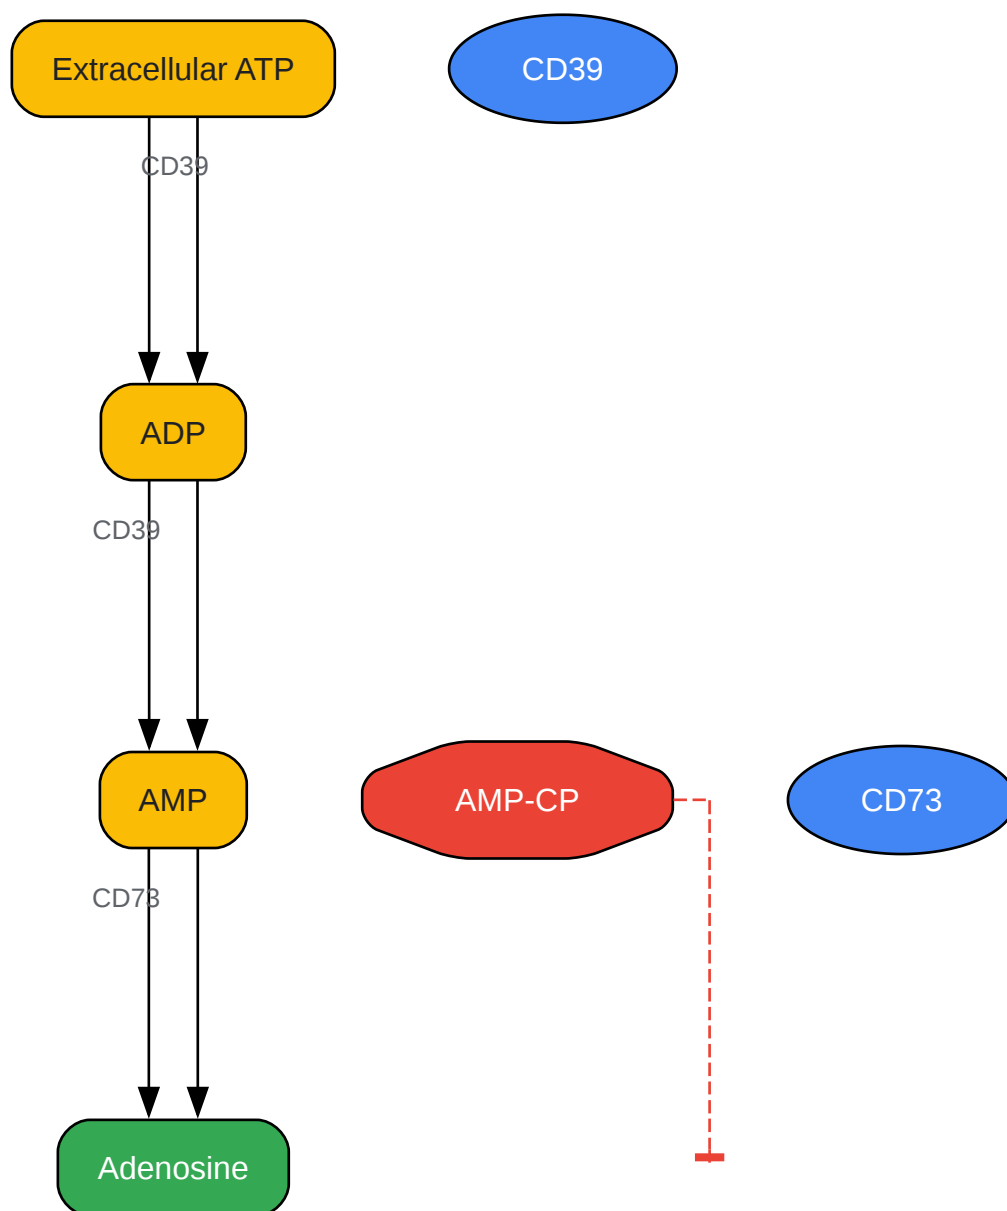 Extracellular ATP
CD39
CD39
ADP
CD39
AMP
AMP-CP
CD73
CD73
Adenosine